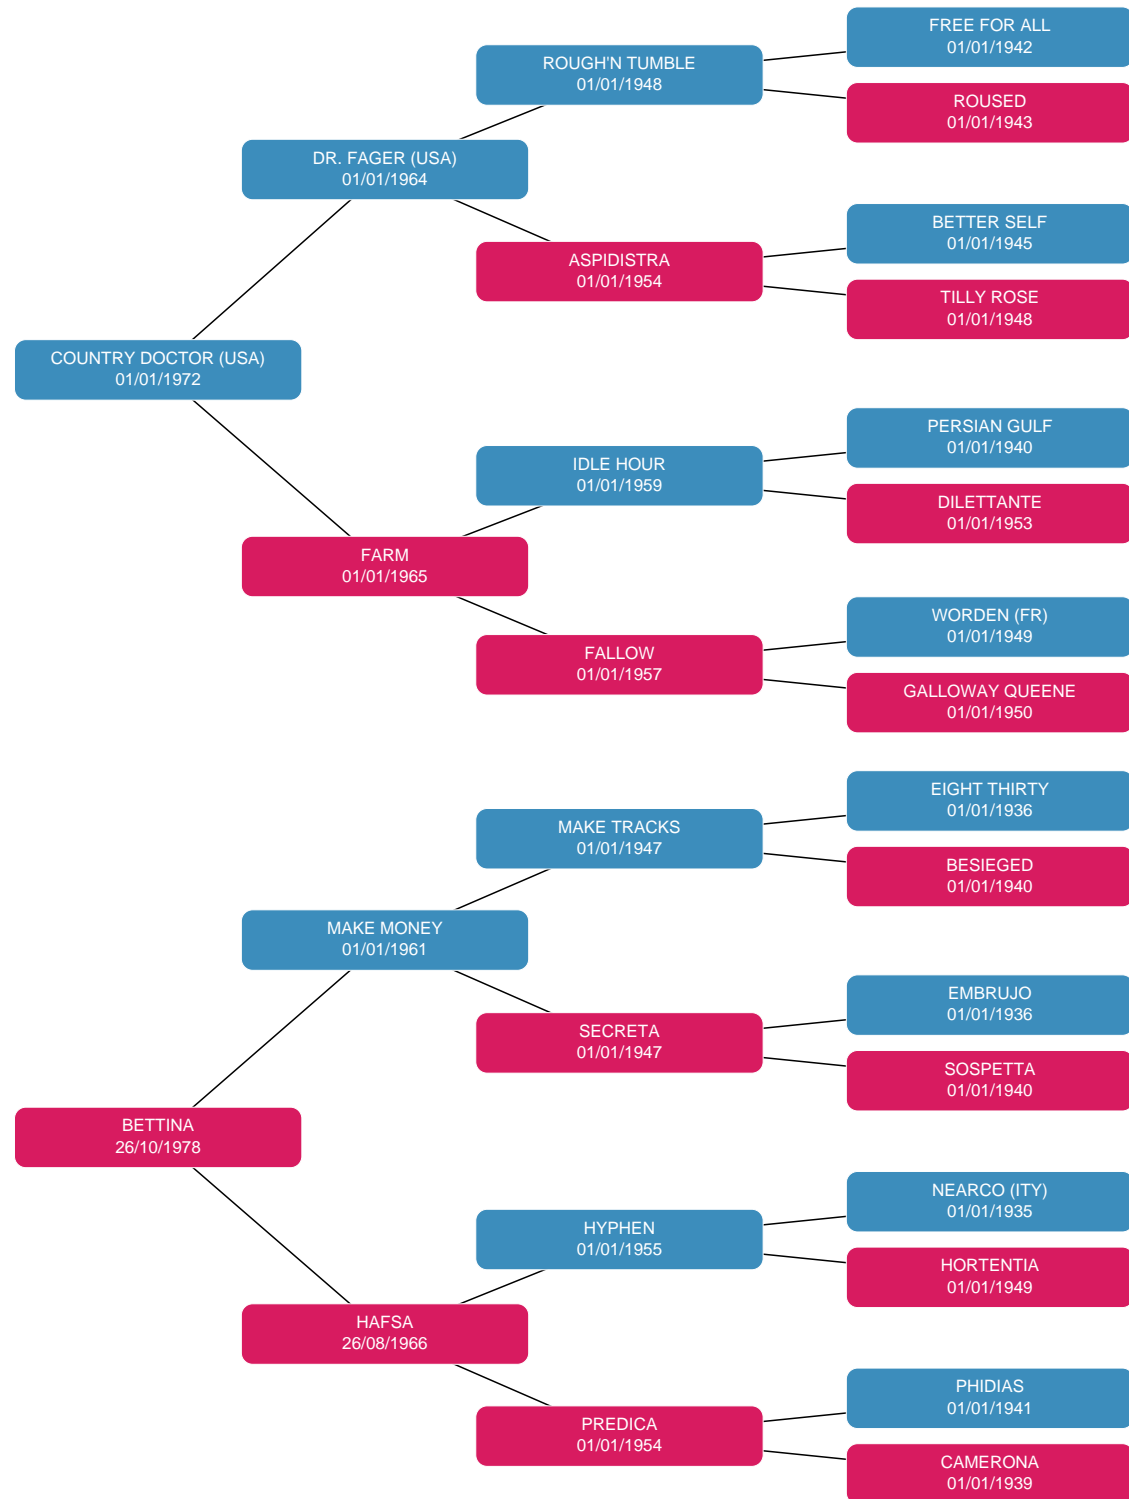 FREE FOR ALL
01/01/1942
ROUGH'N TUMBLE
01/01/1948
ROUSED
01/01/1943
DR. FAGER (USA)
01/01/1964
BETTER SELF
01/01/1945
ASPIDISTRA
01/01/1954
TILLY ROSE
01/01/1948
COUNTRY DOCTOR (USA)
01/01/1972
PERSIAN GULF
01/01/1940
IDLE HOUR
01/01/1959
DILETTANTE
01/01/1953
FARM
01/01/1965
WORDEN (FR)
01/01/1949
FALLOW
01/01/1957
GALLOWAY QUEENE
01/01/1950
EIGHT THIRTY
01/01/1936
MAKE TRACKS
01/01/1947
BESIEGED
01/01/1940
MAKE MONEY
01/01/1961
EMBRUJO
01/01/1936
SECRETA
01/01/1947
SOSPETTA
01/01/1940
BETTINA
26/10/1978
NEARCO (ITY)
01/01/1935
HYPHEN
01/01/1955
HORTENTIA
01/01/1949
HAFSA
26/08/1966
PHIDIAS
01/01/1941
PREDICA
01/01/1954
CAMERONA
01/01/1939